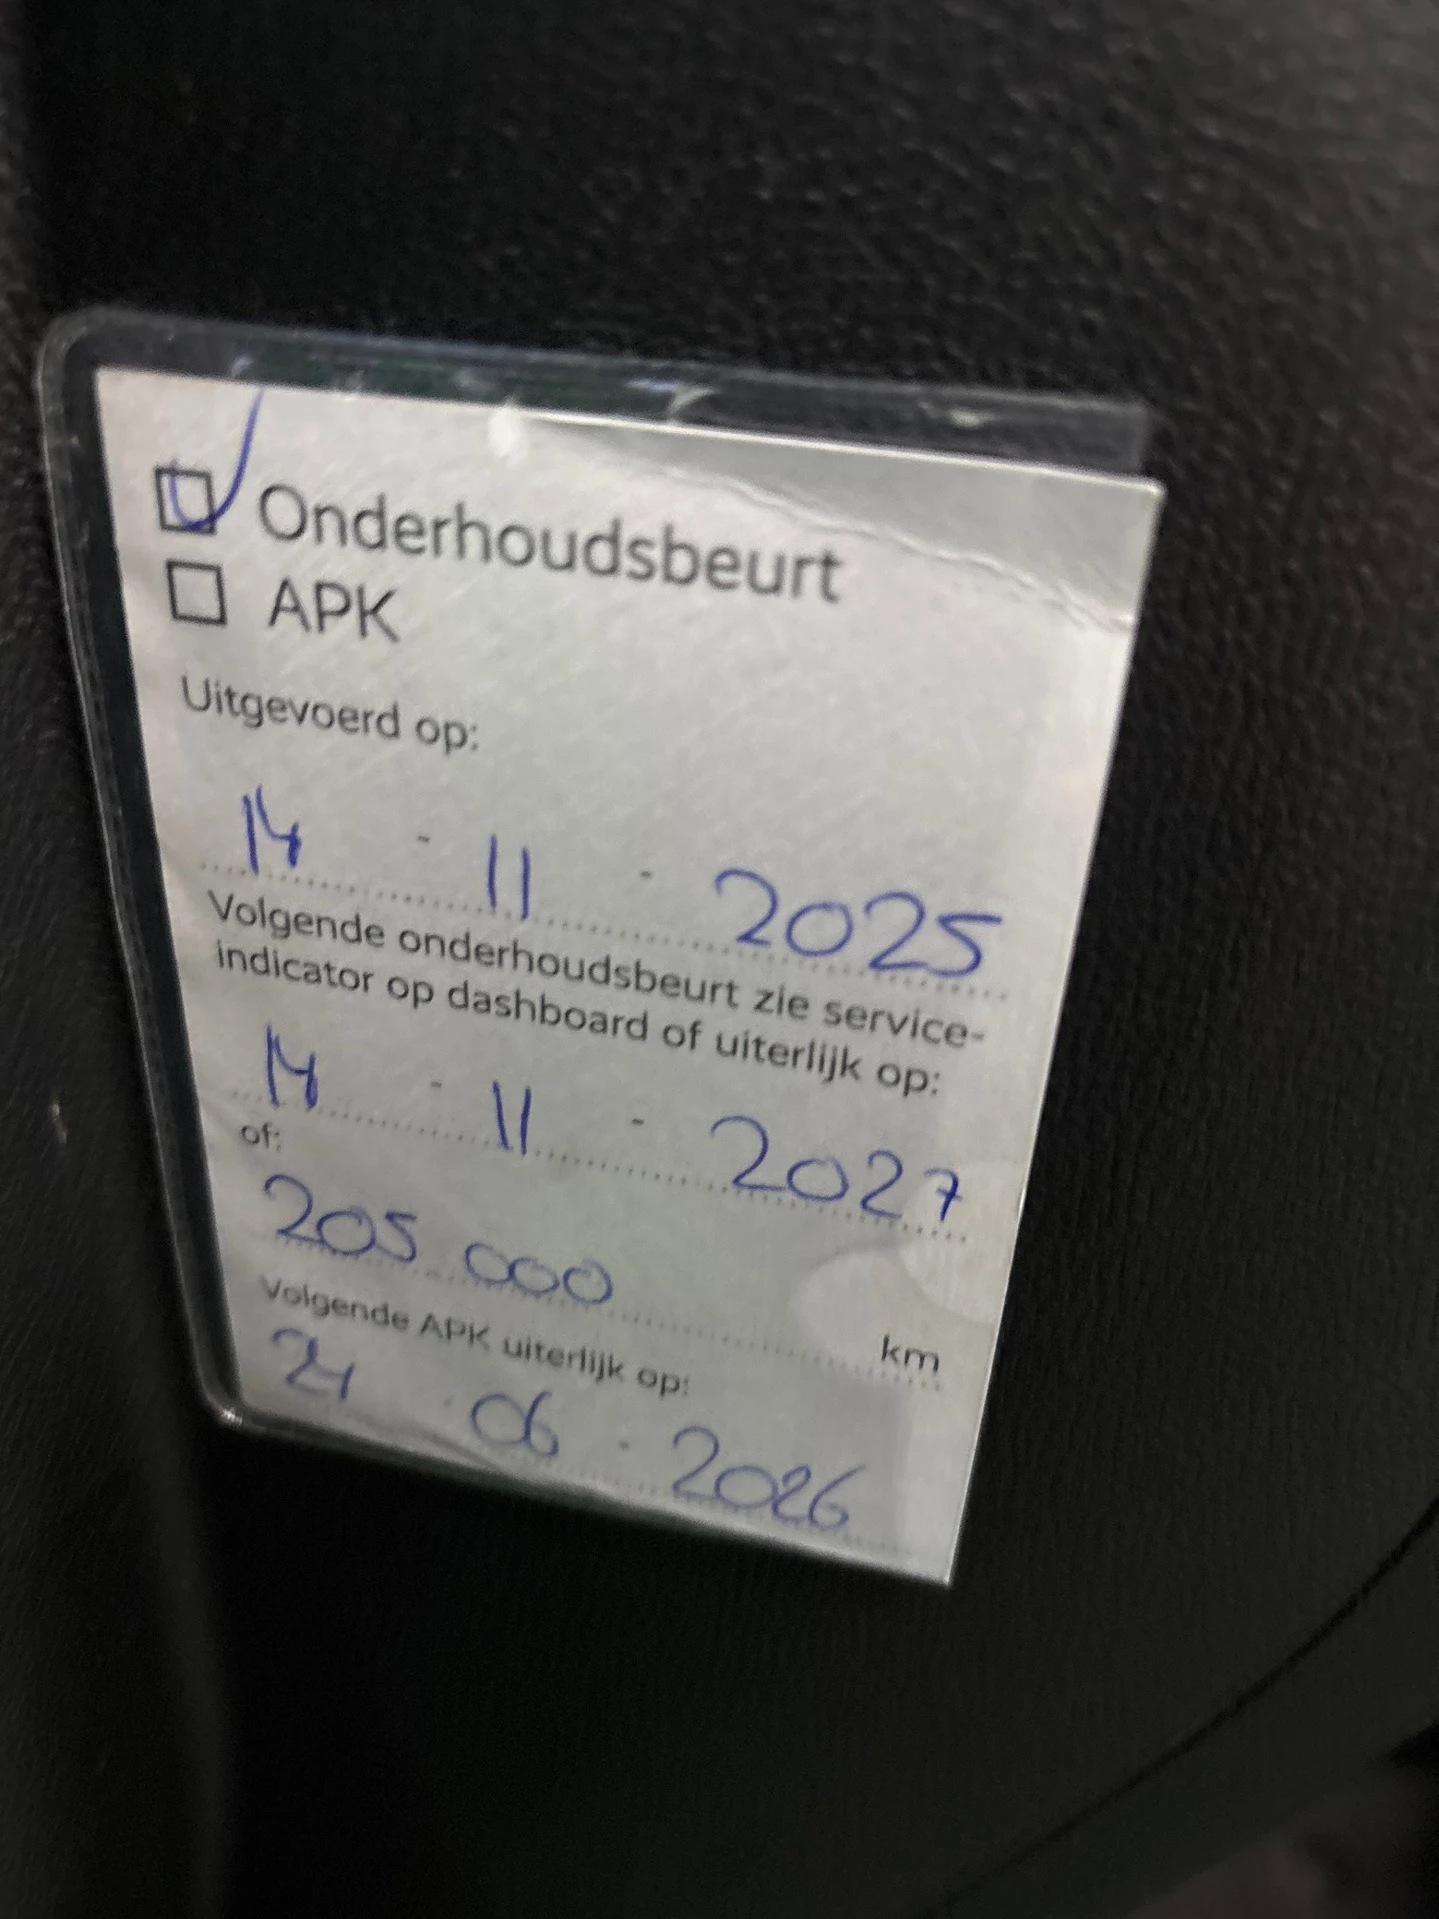 Onderhoudsbeurt
APK
Uitgevoerd op:
14 - 11 - 2025
Volgende onderhoudsbeurt zie service-
indicator op dashboard of uiterlijk op:
14 - 11 - 2027
of:
205 000 km
Volgende APK uiterlijk op:
21 - 06 - 2026